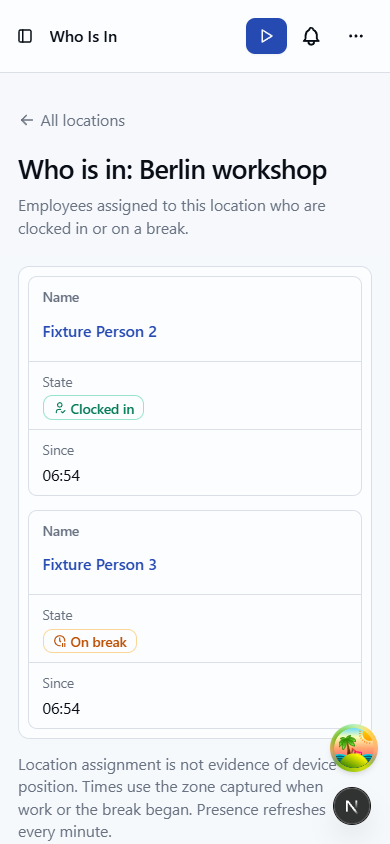 Who Is In
← All locations
Who is in: Berlin workshop
Employees assigned to this location who are
clocked in or on a break.
Name
Fixture Person 2
State
Clocked in
Since
06:54
Name
Fixture Person 3
State
On break
Since
06:54
Location assignment is not evidence of device
position. Times use the zone captured when
work or the break began. Presence refreshes
every minute.
N